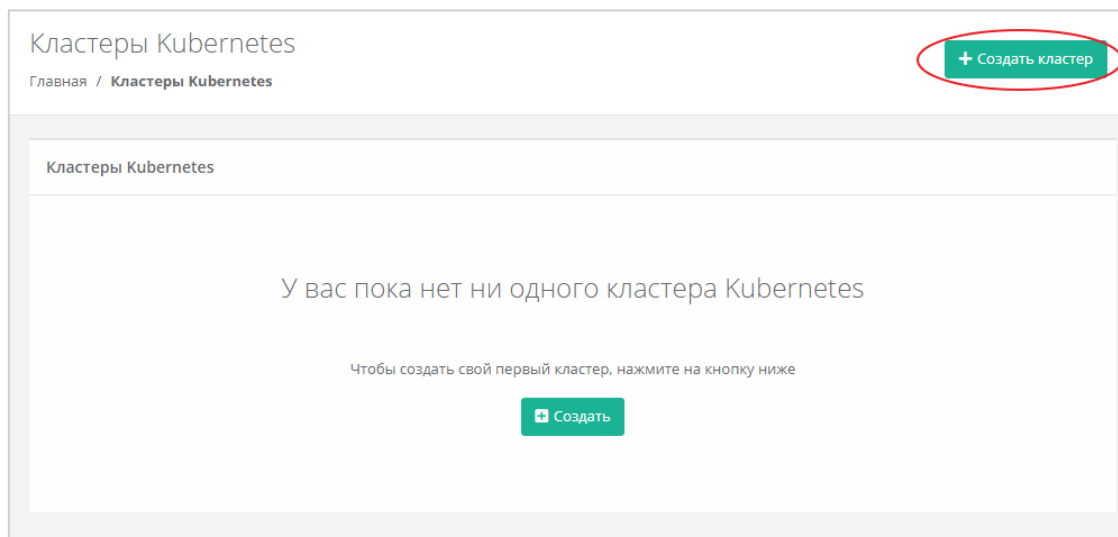 Кластеры Kubernetes
Главная / Кластеры Kubernetes
+ Создать кластер
Кластеры Kubernetes
У вас пока нет ни одного кластера Kubernetes
Чтобы создать свой первый кластер, нажмите на кнопку ниже
Создать